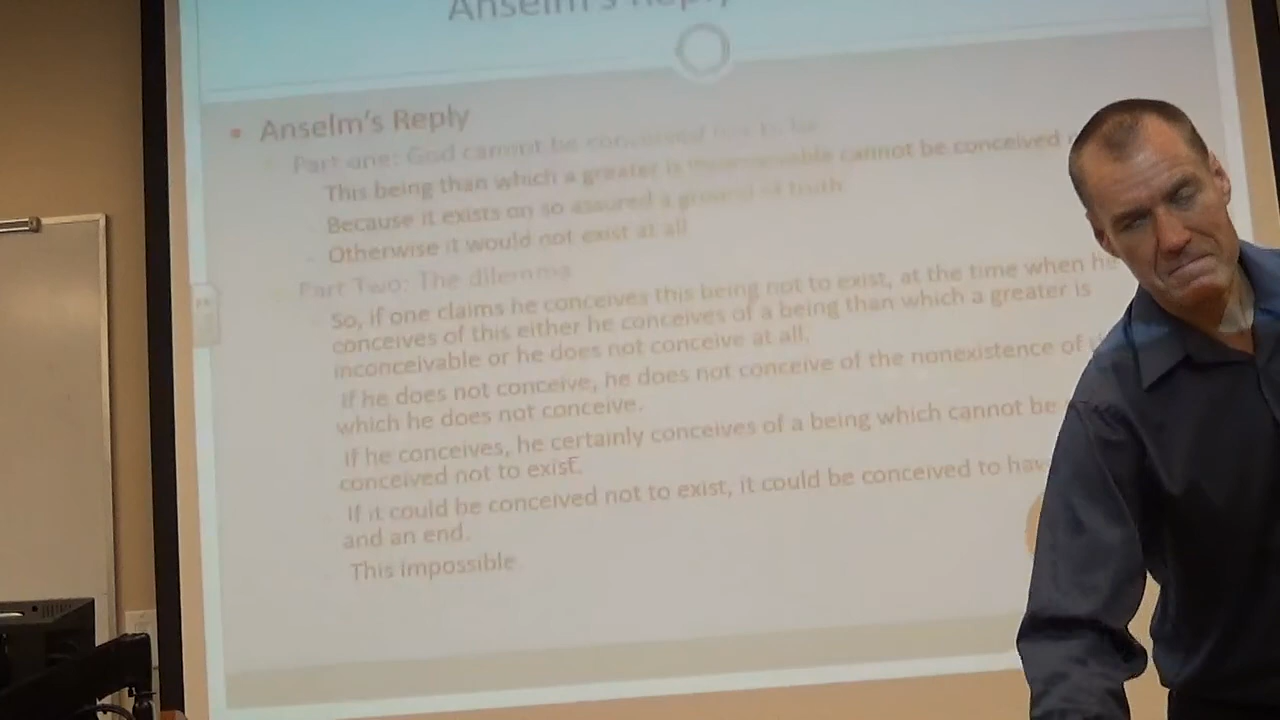 Anselm's Reply
Anselm's Reply
Part one: God cannot be conceived not to be
This being than which a greater is inconceivable cannot be conceived
Because it exists on so assured a ground of truth
Otherwise it would not exist at all
Part Two: The dilemma
So, if one claims he conceives this being not to exist, at the time when he
conceives of this either he conceives of a being than which a greater is
inconceivable or he does not conceive at all.
If he does not conceive, he does not conceive of the nonexistence of
which he does not conceive.
If he conceives, he certainly conceives of a being which cannot be
conceived not to exist.
If it could be conceived not to exist, it could be conceived to
and an end.
This impossible